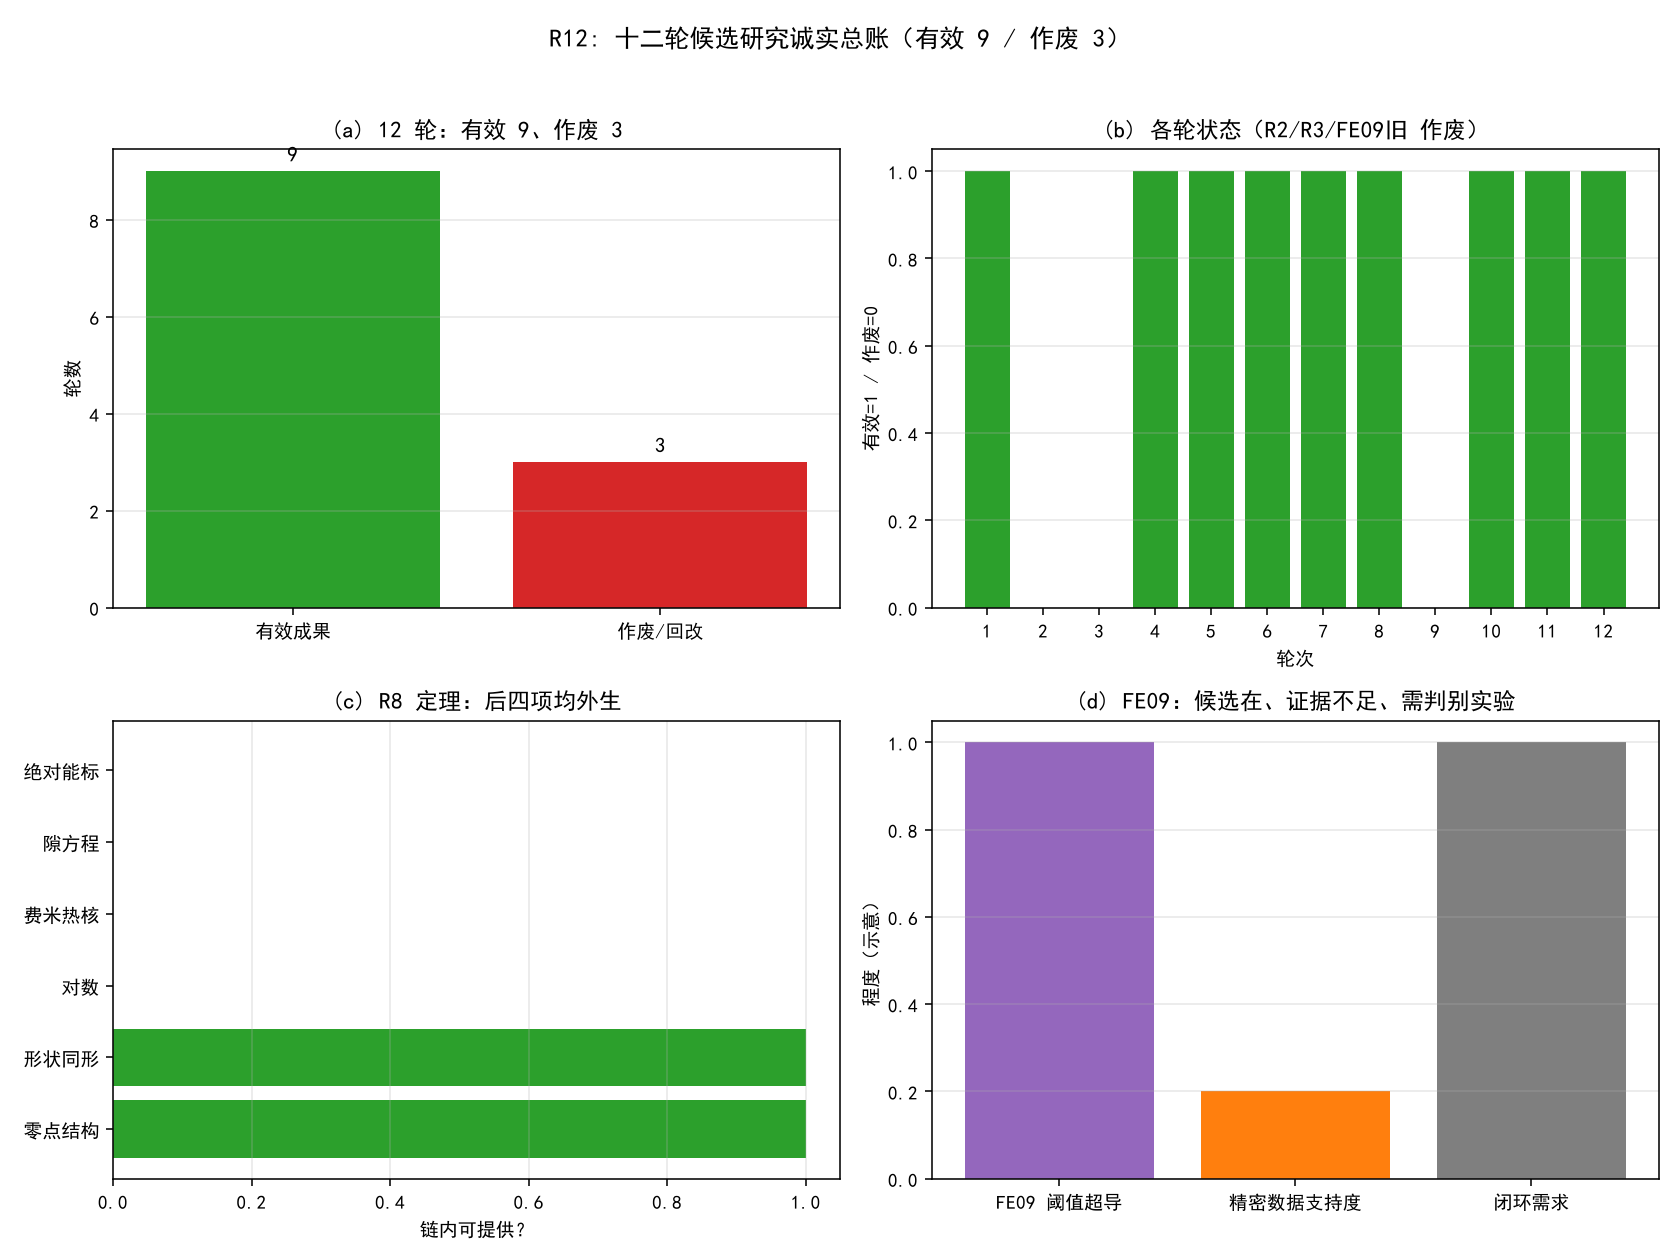 R12: 十二轮候选研究诚实总账（有效 9 / 作废 3）
(a) 12 轮：有效 9、作废 3
9
3
8
6
4
2
0
轮数
有效成果
作废/回改
(b) 各轮状态（R2/R3/FE09旧 作废）
1.0
0.8
0.6
0.4
0.2
0.0
有效=1 / 作废=0
1 2 3 4 5 6 7 8 9 10 11 12
轮次
(c) R8 定理：后四项均外生
绝对能标
隙方程
费米热核
对数
形状同形
零点结构
0.0 0.2 0.4 0.6 0.8 1.0
链内可提供?
(d) FE09：候选在、证据不足、需判别实验
1.0
0.8
0.6
0.4
0.2
0.0
程度（示意）
FE09 阈值超导
精密数据支持度
闭环需求